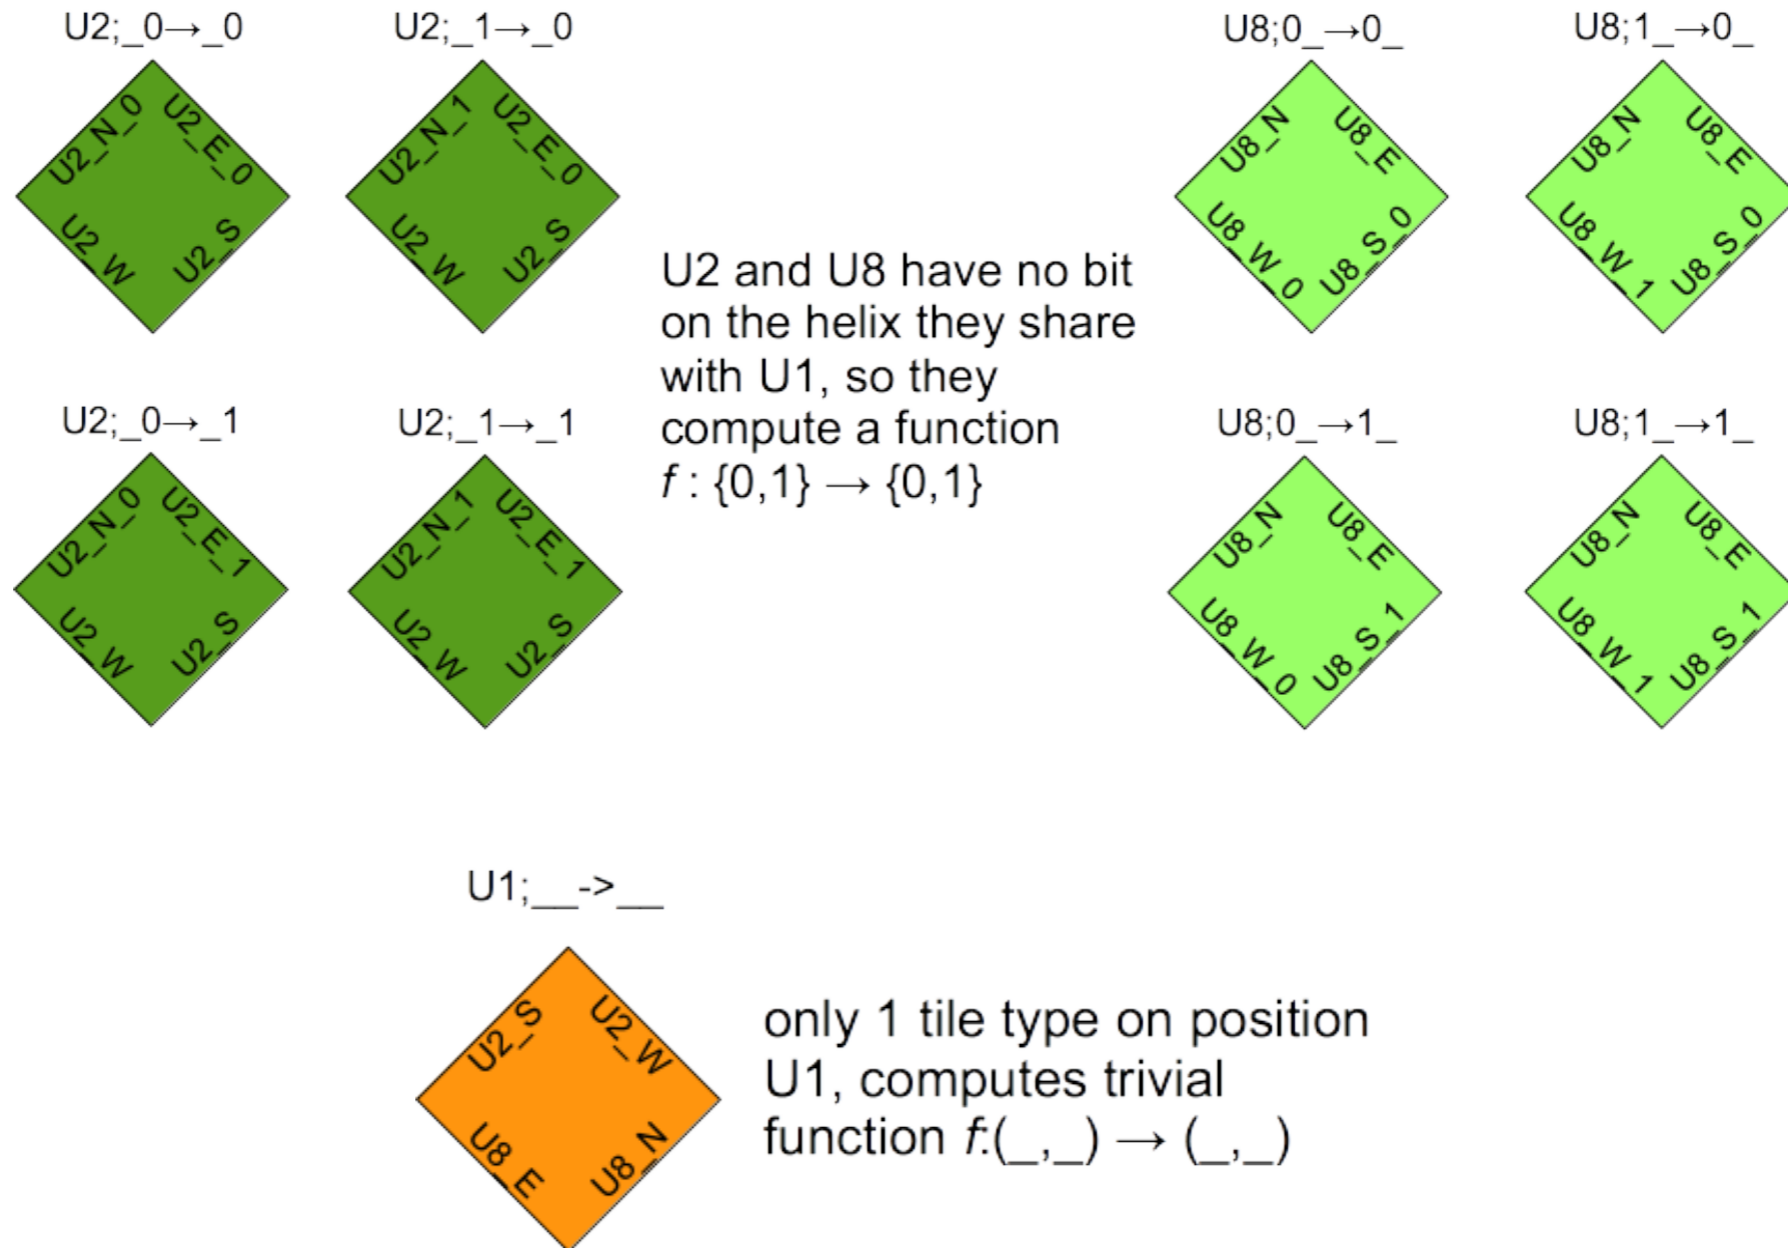 U2;_0→_0
U2;_1→_0
U8;0_→0_
U8;1_→0_
U2_N_0
U2_E_0
U2_W
U2_S
U2_N_1
U2_E_0
U2_W
U2_S
U8_N
U8_E
U8_W_0
U8_S_0
U8_N
U8_E
U8_W_1
U8_S_0
U2 and U8 have no bit
on the helix they share
with U1, so they
compute a function
f : {0,1} → {0,1}
U2;_0→_1
U2;_1→_1
U8;0_→1_
U8;1_→1_
U2_N_0
U2_E_1
U2_W
U2_S
U2_N_1
U2_E_1
U2_W
U2_S
U8_N
U8_E
U8_W_0
U8_S_1
U8_N
U8_E
U8_W_1
U8_S_1
U1;__->__
U2_S
U2_W
U8_E
U8_N
only 1 tile type on position
U1, computes trivial
function f:(_,_) → (_,_)